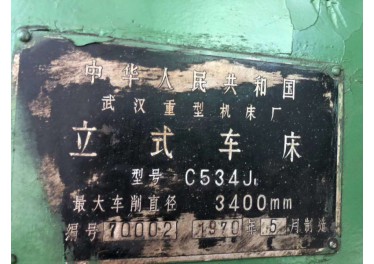 中华人民共和国
武汉重型机床厂
立式车床
型号 C534J₁
最大车削直径 3400mm
编号 70002 1970年5月制造